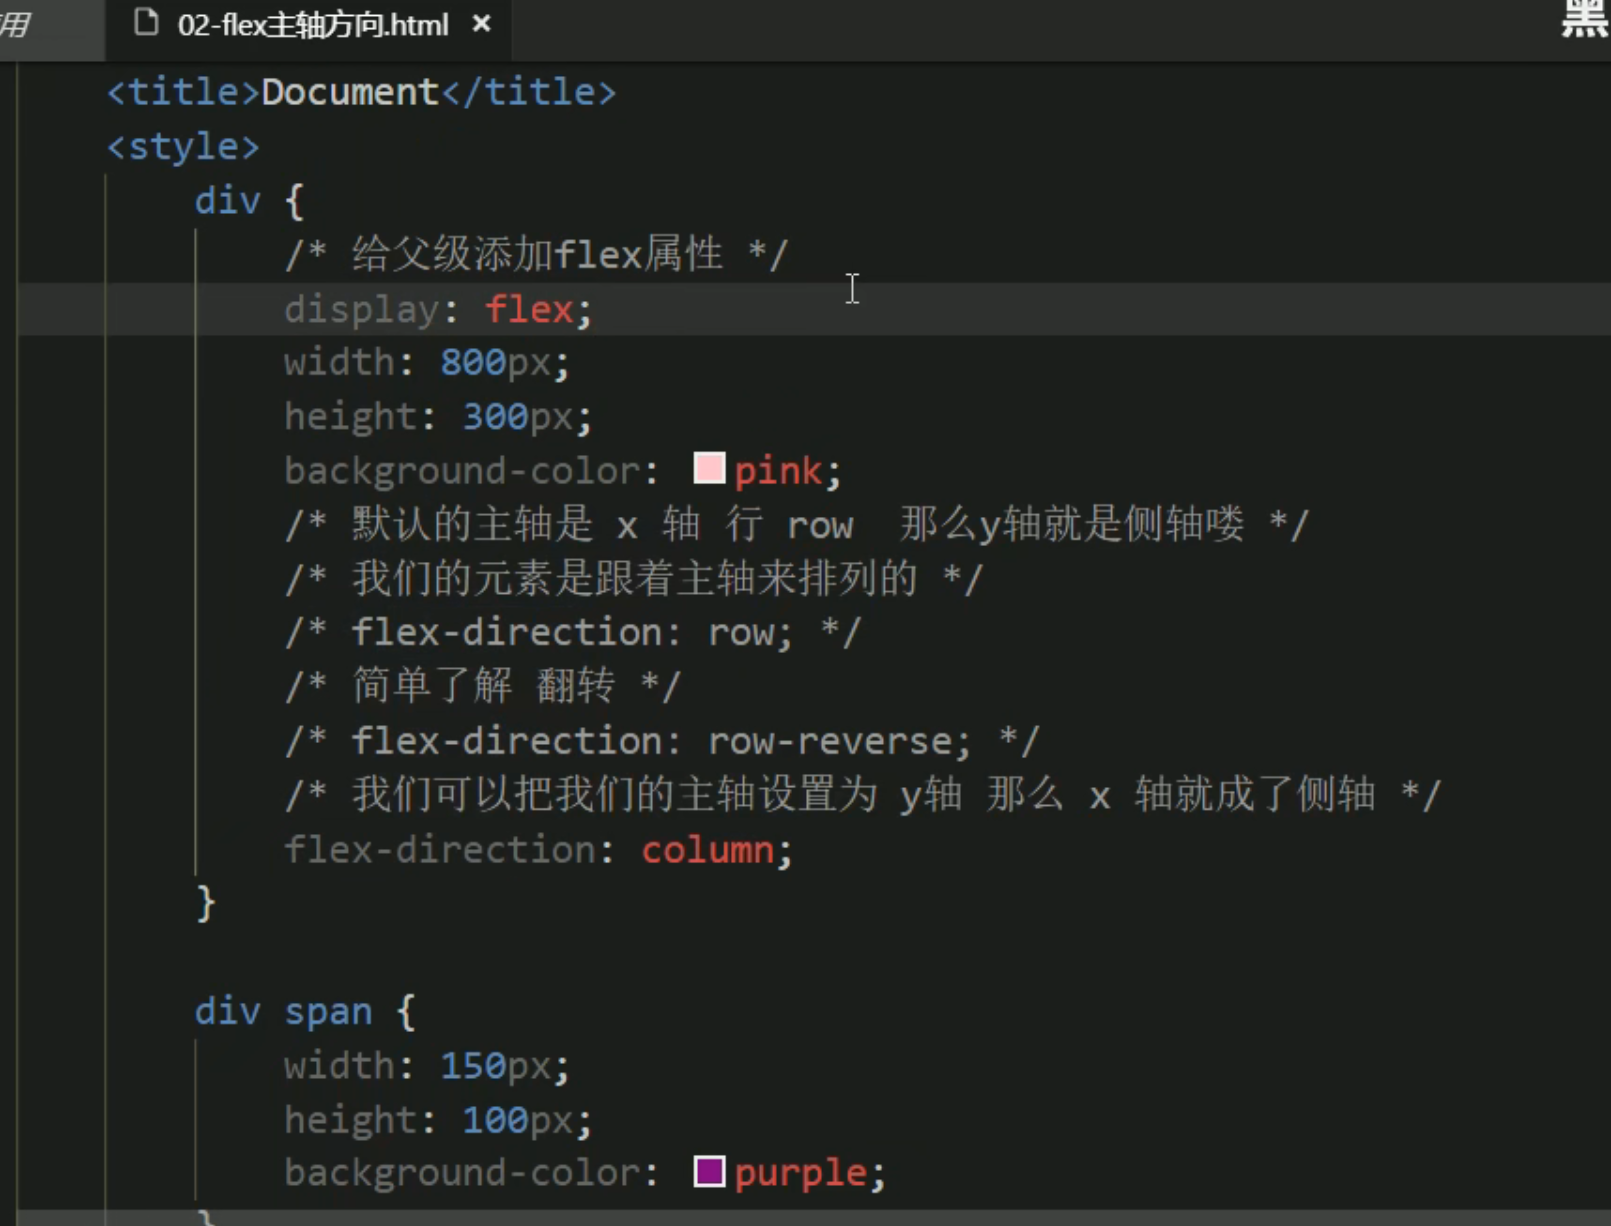 用 02-flex主轴方向.html × 黑
<title>Document</title>
<style>
div {
/* 给父级添加flex属性 */
display: flex;
width: 800px;
height: 300px;
background-color: pink;
/* 默认的主轴是 x 轴 行 row  那么y轴就是侧轴喽 */
/* 我们的元素是跟着主轴来排列的 */
/* flex-direction: row; */
/* 简单了解 翻转 */
/* flex-direction: row-reverse; */
/* 我们可以把我们的主轴设置为 y轴 那么 x 轴就成了侧轴 */
flex-direction: column;
}
div span {
width: 150px;
height: 100px;
background-color: purple;
}